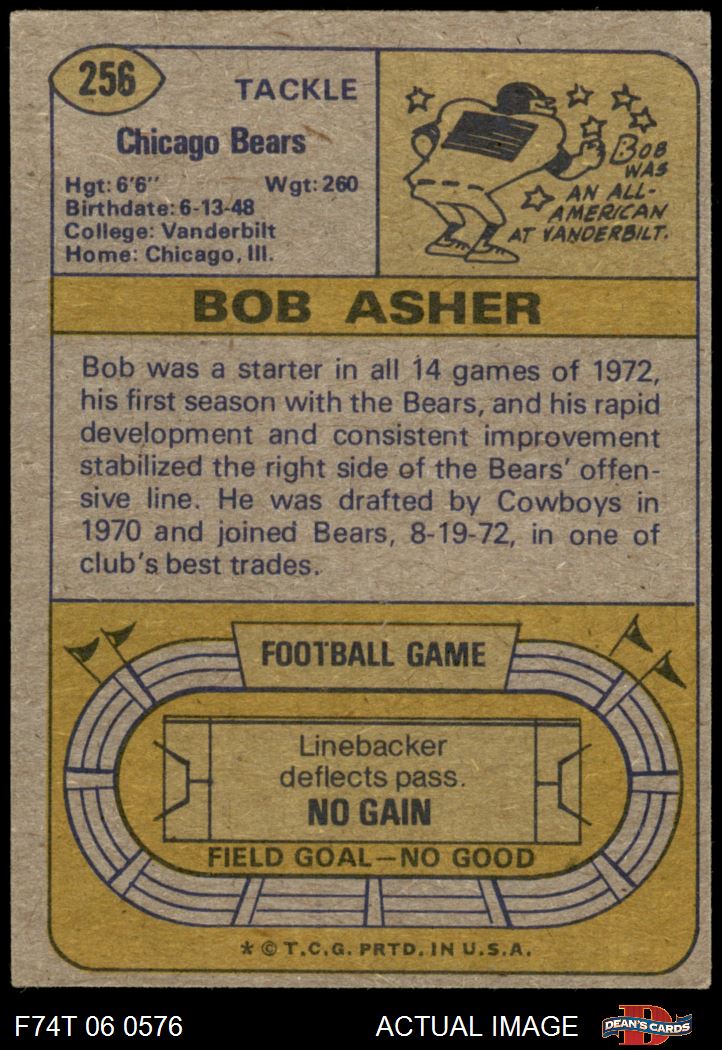 256
TACKLE
Chicago Bears
Hgt: 6'6" Wgt: 260
Birthdate: 6-13-48
College: Vanderbilt
Home: Chicago, Ill.
BOB
WAS
AN ALL-
AMERICAN
AT VANDERBILT.
BOB ASHER
Bob was a starter in all 14 games of 1972,
his first season with the Bears, and his rapid
development and consistent improvement
stabilized the right side of the Bears' offen-
sive line. He was drafted by Cowboys in
1970 and joined Bears, 8-19-72, in one of
club's best trades.
FOOTBALL GAME
Linebacker
deflects pass.
NO GAIN
FIELD GOAL—NO GOOD
* © T.C.G. PRTD. IN U.S.A.
F74T 06 0576 ACTUAL IMAGE
D
DEAN'S CARDS